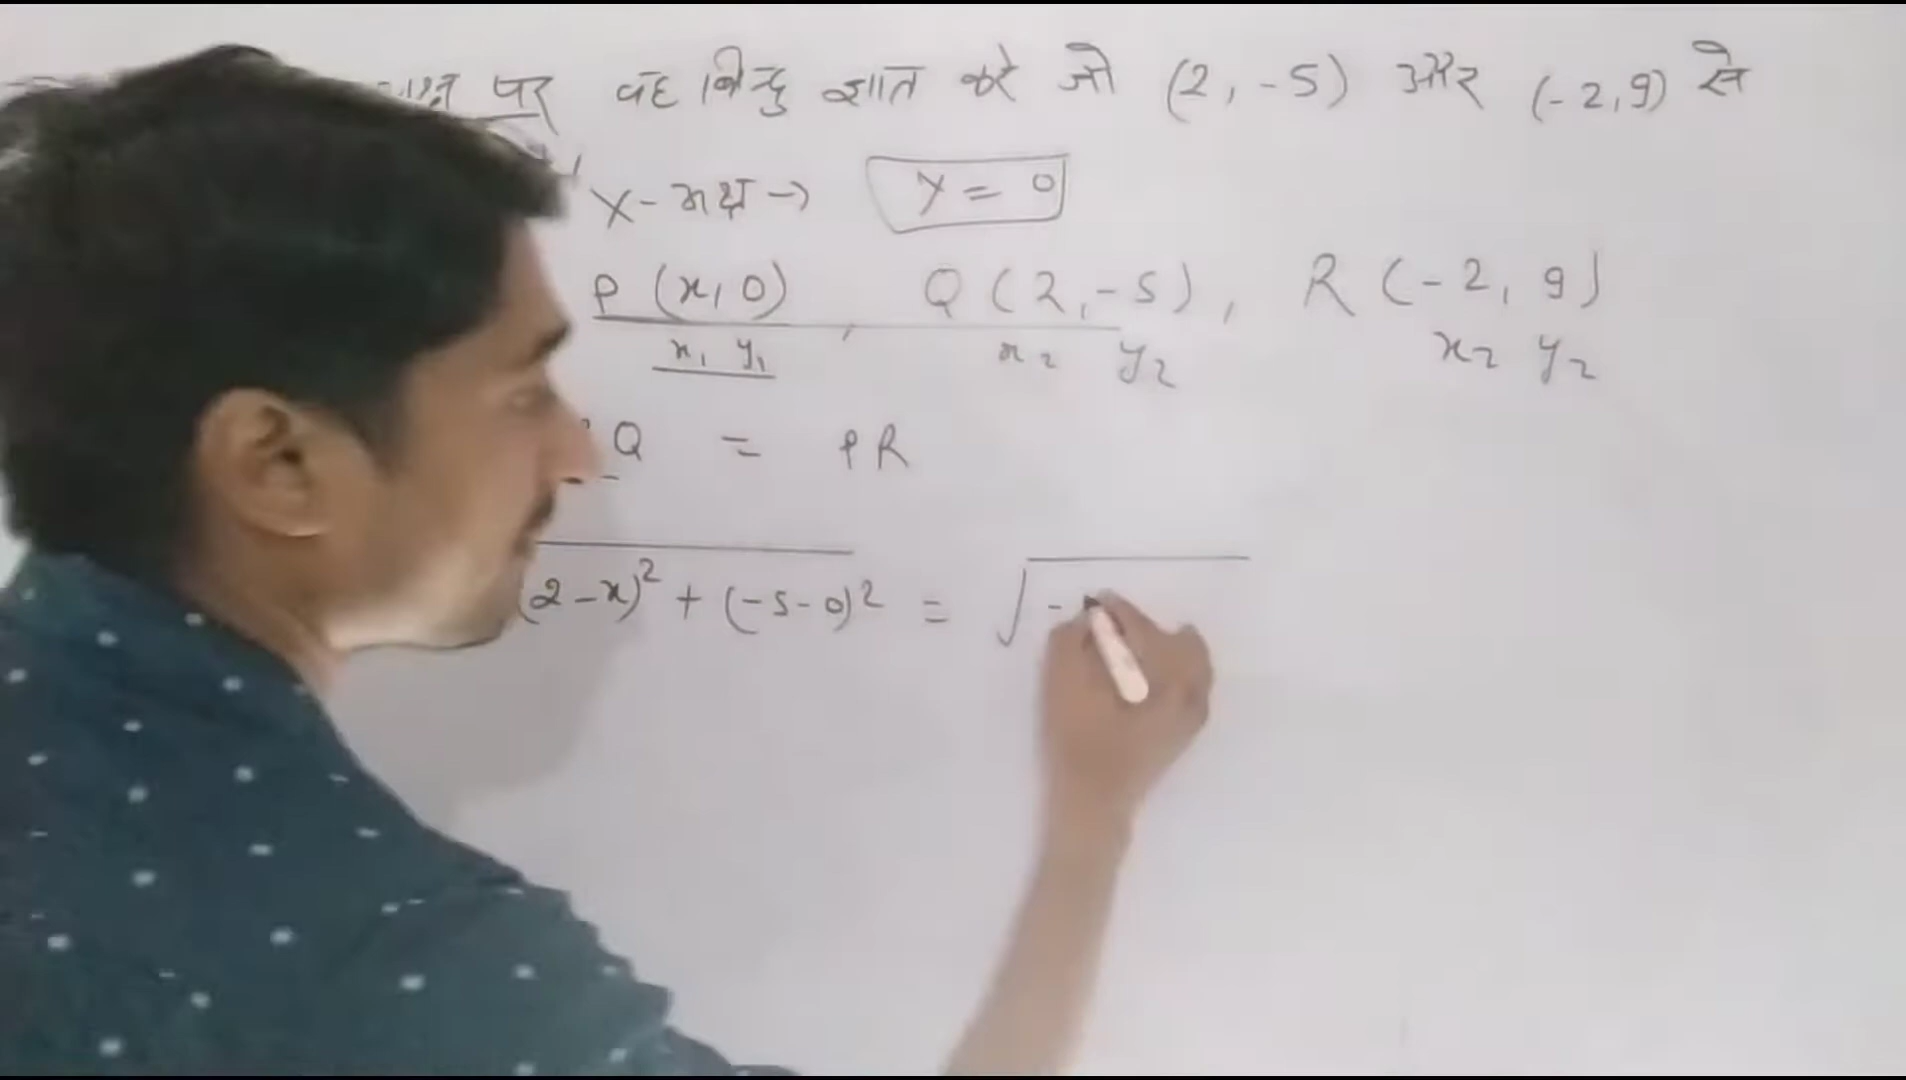 पर वह बिन्दु ज्ञात करे जो (2, -5) और (-2, 9) से
X-अक्ष → y = 0
P (x, 0) , Q (2, -5) , R (-2, 9)
x₁ y₁ x₂ y₂ x₂ y₂
Q = PR
(2-x)² + (-5-0)² = √-